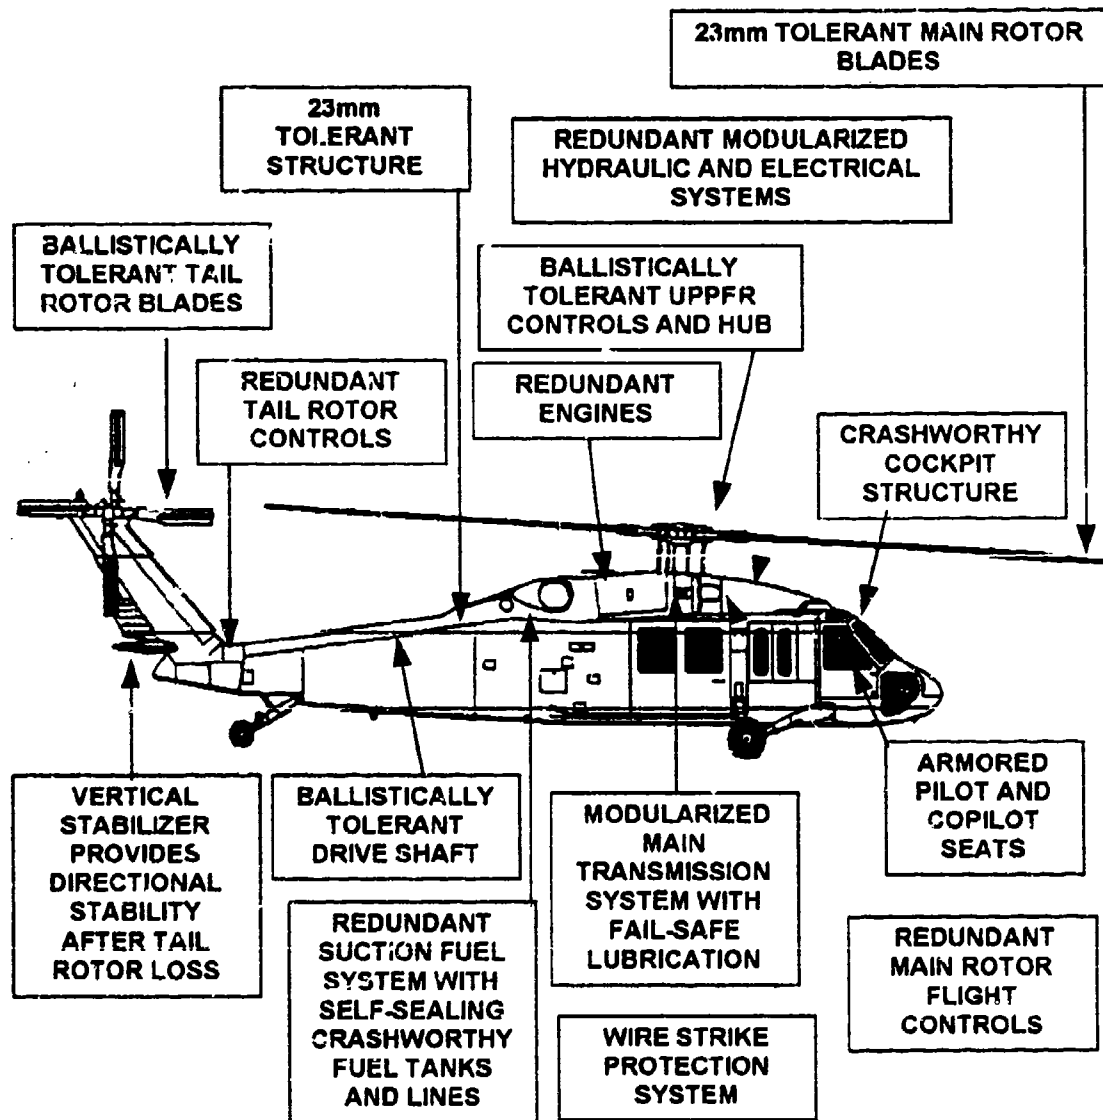 23mm TOLERANT MAIN ROTOR
BLADES
23mm
TOLERANT
STRUCTURE
REDUNDANT MODULARIZED
HYDRAULIC AND ELECTRICAL
SYSTEMS
BALLISTICALLY
TOLERANT TAIL
ROTOR BLADES
BALLISTICALLY
TOLERANT UPPER
CONTROLS AND HUB
REDUNDANT
TAIL ROTOR
CONTROLS
REDUNDANT
ENGINES
CRASHWORTHY
COCKPIT
STRUCTURE
VERTICAL
STABILIZER
PROVIDES
DIRECTIONAL
STABILITY
AFTER TAIL
ROTOR LOSS
BALLISTICALLY
TOLERANT
DRIVE SHAFT
REDUNDANT
SUCTION FUEL
SYSTEM WITH
SELF-SEALING
CRASHWORTHY
FUEL TANKS
AND LINES
MODULARIZED
MAIN
TRANSMISSION
SYSTEM WITH
FAIL-SAFE
LUBRICATION
WIRE STRIKE
PROTECTION
SYSTEM
ARMORED
PILOT AND
COPILOT
SEATS
REDUNDANT
MAIN ROTOR
FLIGHT
CONTROLS